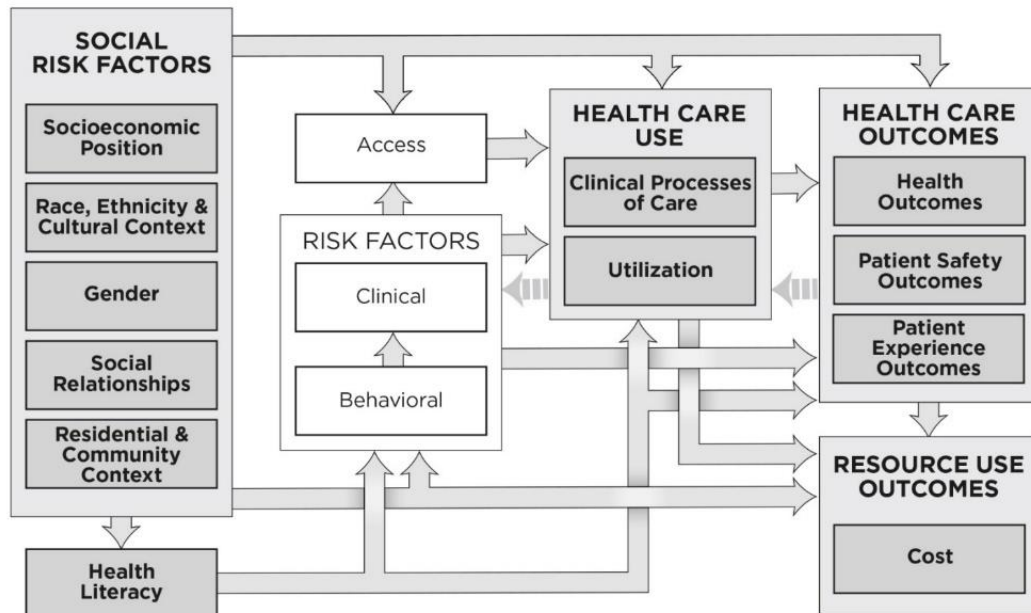 SOCIAL
RISK FACTORS
Socioeconomic
Position
Race, Ethnicity &
Cultural Context
Gender
Social
Relationships
Residential &
Community
Context
Health
Literacy
Access
RISK FACTORS
Clinical
Behavioral
HEALTH CARE
USE
Clinical Processes
of Care
Utilization
HEALTH CARE
OUTCOMES
Health
Outcomes
Patient Safety
Outcomes
Patient
Experience
Outcomes
RESOURCE USE
OUTCOMES
Cost